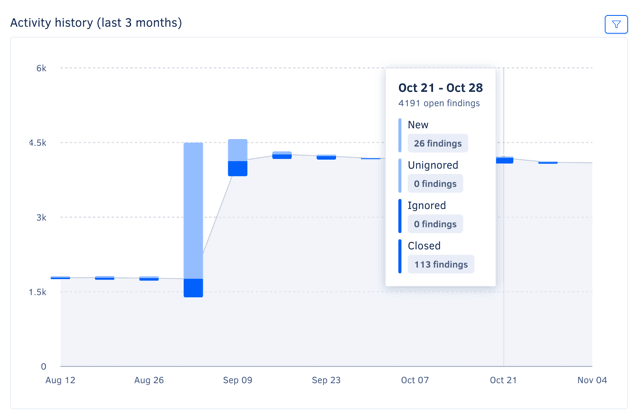 Activity history (last 3 months)
6k
4.5k
3k
1.5k
0
Oct 21 - Oct 28
4191 open findings
New
26 findings
Unignored
0 findings
Ignored
0 findings
Closed
113 findings
Aug 12
Aug 26
Sep 09
Sep 23
Oct 07
Oct 21
Nov 04